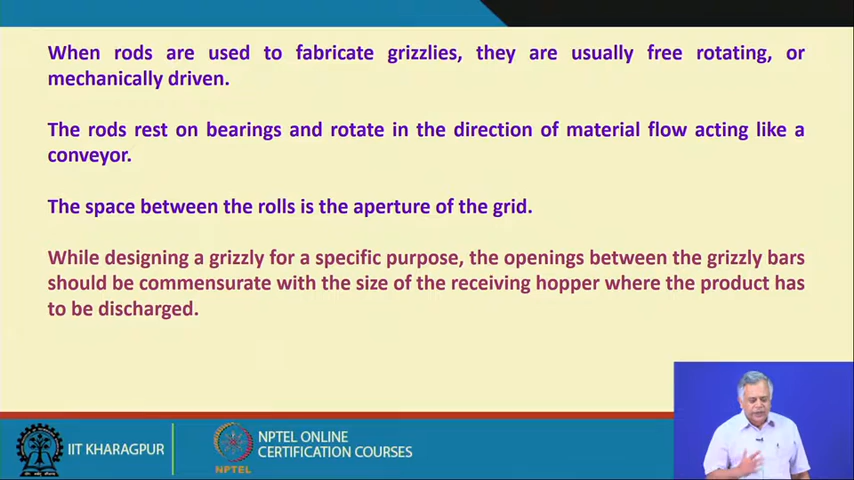 When rods are used to fabricate grizzlies, they are usually free rotating, or
mechanically driven.
The rods rest on bearings and rotate in the direction of material flow acting like a
conveyor.
The space between the rolls is the aperture of the grid.
While designing a grizzly for a specific purpose, the openings between the grizzly bars
should be commensurate with the size of the receiving hopper where the product has
to be discharged.
IIT KHARAGPUR
NPTEL
NPTEL ONLINE
CERTIFICATION COURSES